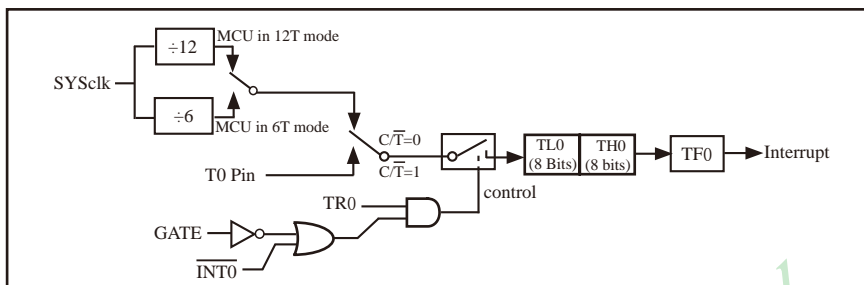 ÷12
MCU in 12T mode
SYSclk
÷6
MCU in 6T mode
C/T̅=0
C/T̅=1
T0 Pin
TL0
(8 Bits)
TH0
(8 bits)
TF0
Interrupt
control
TR0
GATE
I̅N̅T̅0̅